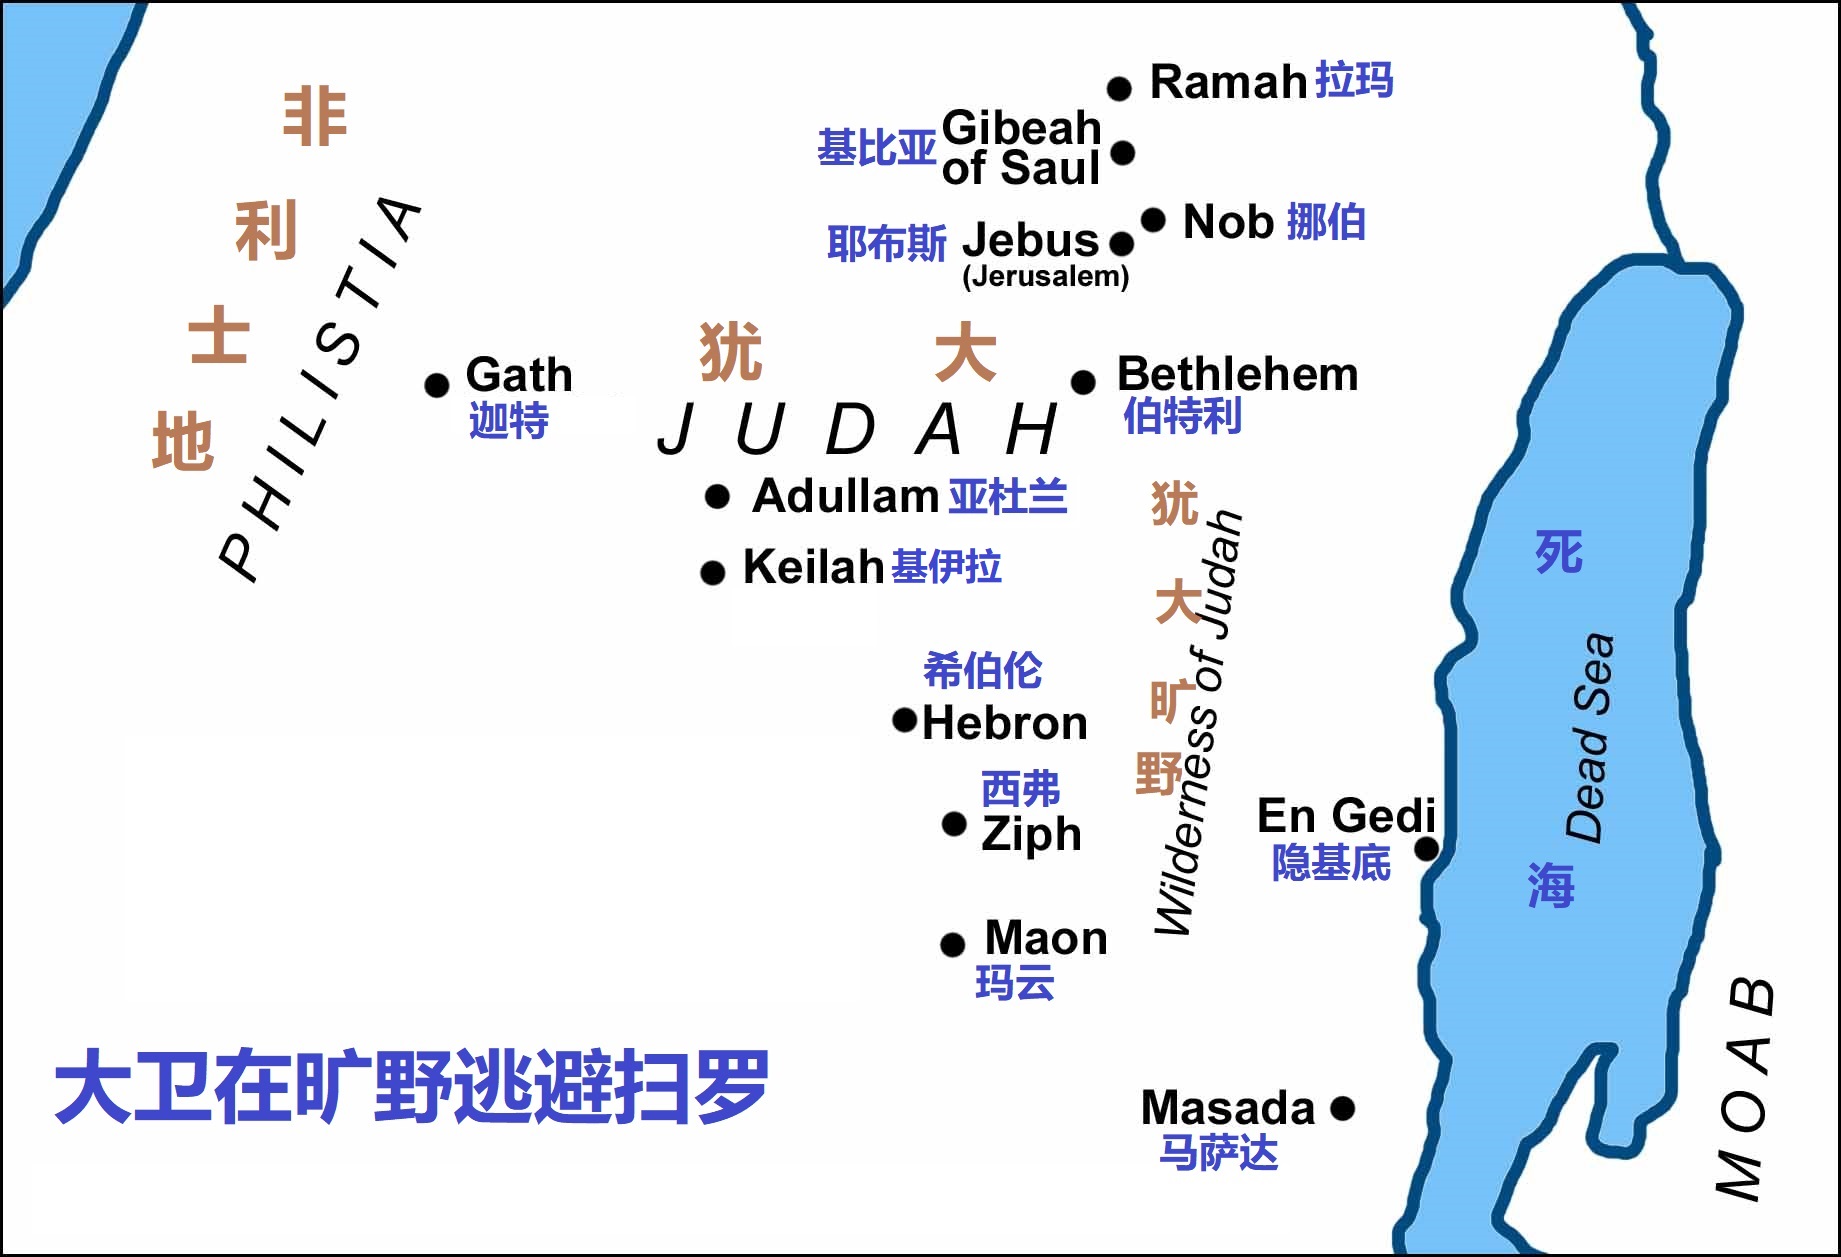 Ramah 拉玛
基比亚 Gibeah
of Saul
Nob 挪伯
耶布斯 Jebus
(Jerusalem)
非利士地
PHILISTIA
Gath
迦特
犹大
JUDAH
Bethlehem
伯特利
Adullam 亚杜兰
Keilah 基伊拉
犹大旷野
Wilderness of Judah
希伯伦
Hebron
西弗
Ziph
En Gedi
隐基底
死海
Dead Sea
Maon
玛云
大卫在旷野逃避扫罗
Masada
马萨达
MOAB